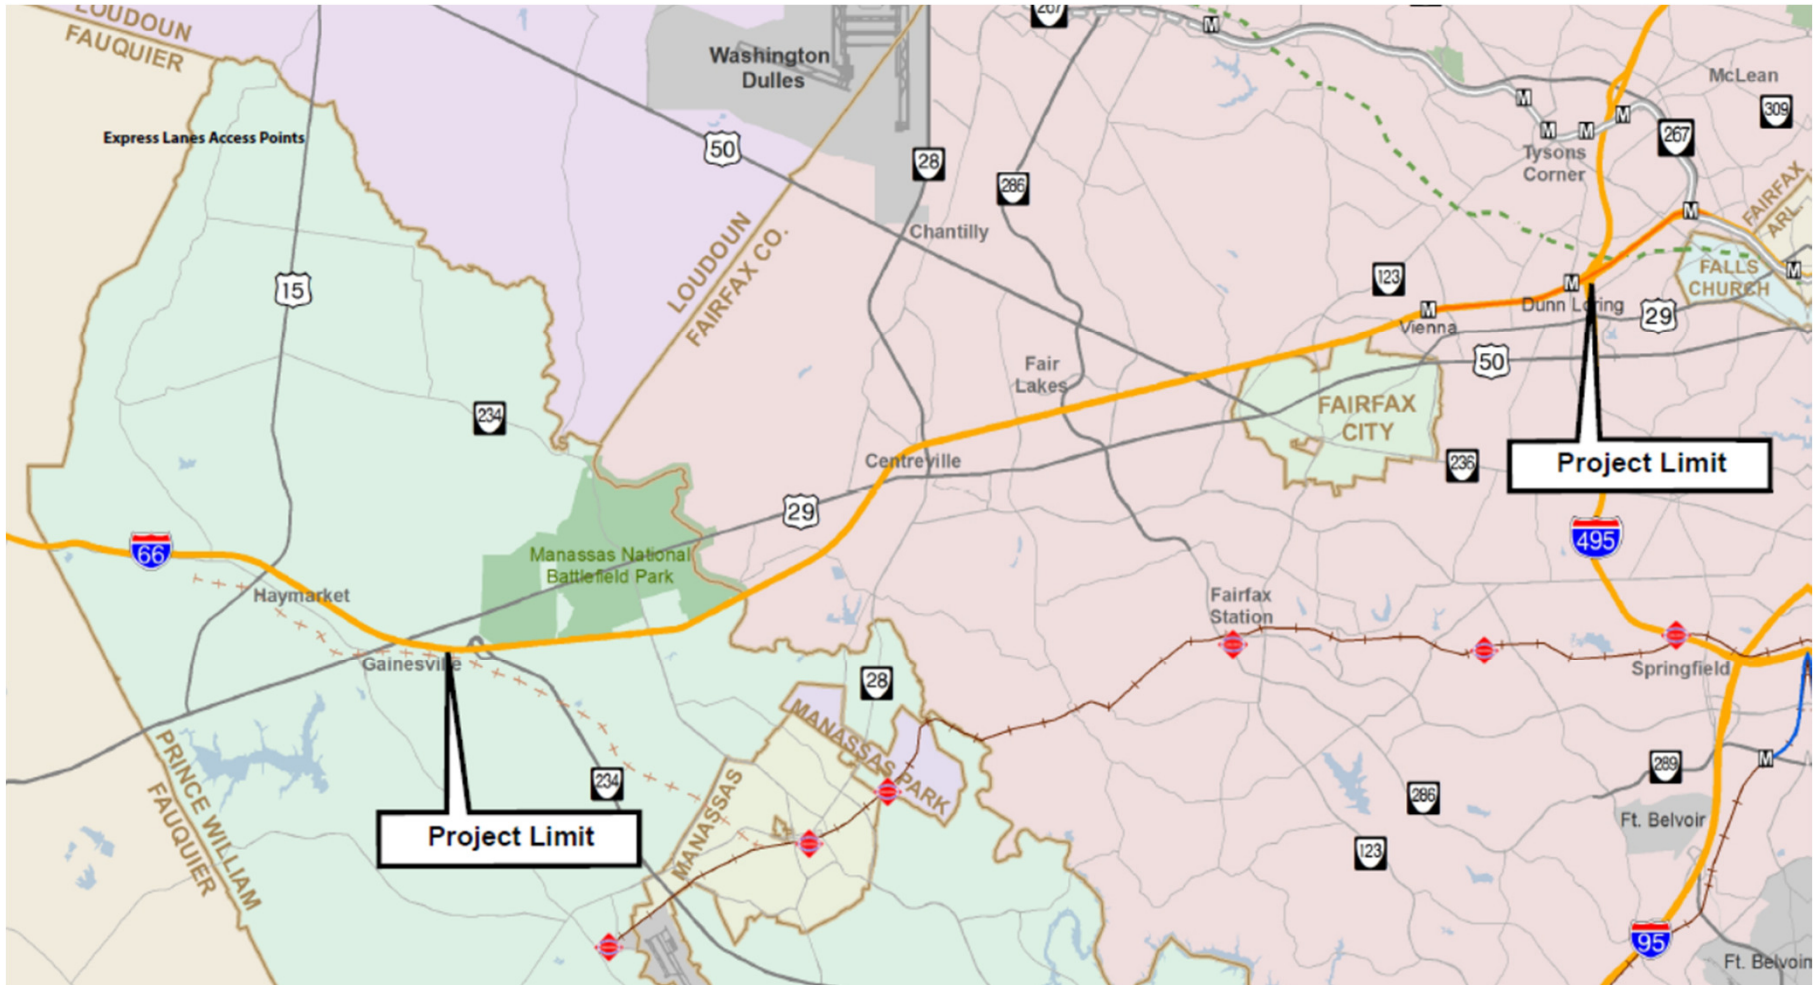 LOUDOUN
FAUQUIER
267
M
Washington
Dulles
McLean
309
M
M
M
M
M
267
Express Lanes Access Points
50
28
286
Tysons
Corner
FAIRFAX
ARL.
M
Chantilly
LOUDOUN
FAIRFAX CO.
15
123
M
FALLS
CHURCH
M
M
Dunn Loring
29
Vienna
50
Fair
Lakes
234
FAIRFAX
CITY
Centreville
236
Project Limit
29
66
495
Manassas National
Battlefield Park
Haymarket
Fairfax
Station
Gainesville
Springfield
28
MANASSAS PARK
PRINCE WILLIAM
FAUQUIER
234
MANASSAS
289
M
286
Project Limit
Ft. Belvoir
123
95
Ft. Belvoir